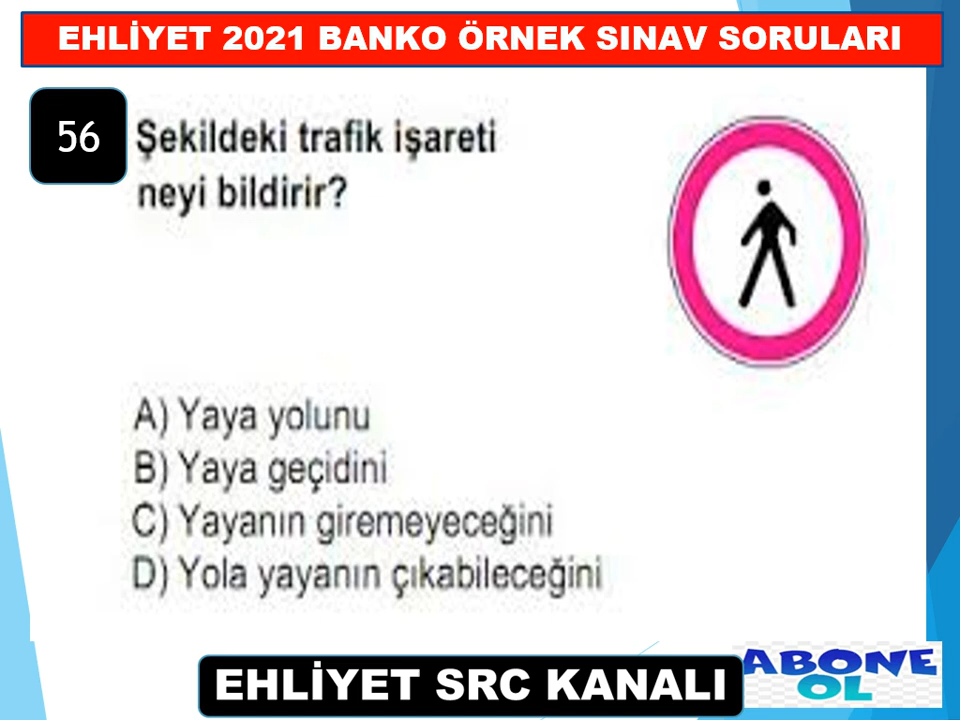 EHLİYET 2021 BANKO ÖRNEK SINAV SORULARI
56
Şekildeki trafik işareti
neyi bildirir?
A) Yaya yolunu
B) Yaya geçidini
C) Yayanın giremeyeceğini
D) Yola yayanın çıkabileceğini
EHLİYET SRC KANALI
ABONE
OL